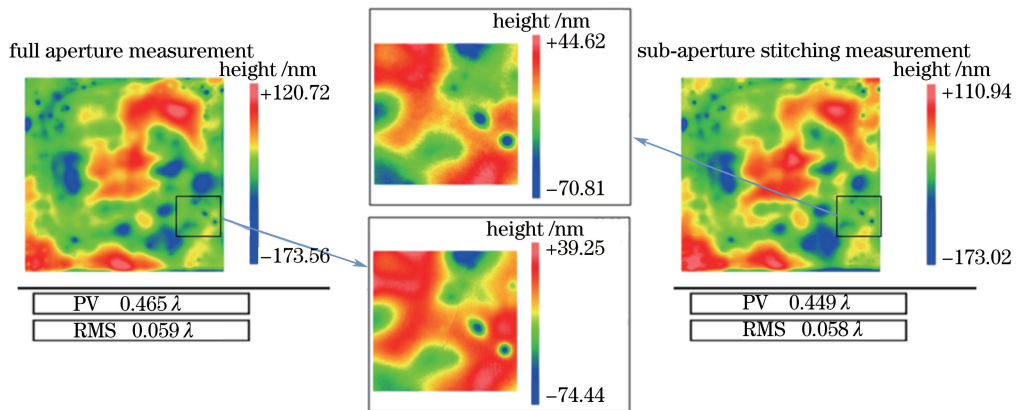 full aperture measurement
height /nm
+120.72
−173.56
PV 0.465 λ
RMS 0.059 λ
height /nm
+44.62
−70.81
height /nm
+39.25
−74.44
sub-aperture stitching measurement
height /nm
+110.94
−173.02
PV 0.449 λ
RMS 0.058 λ